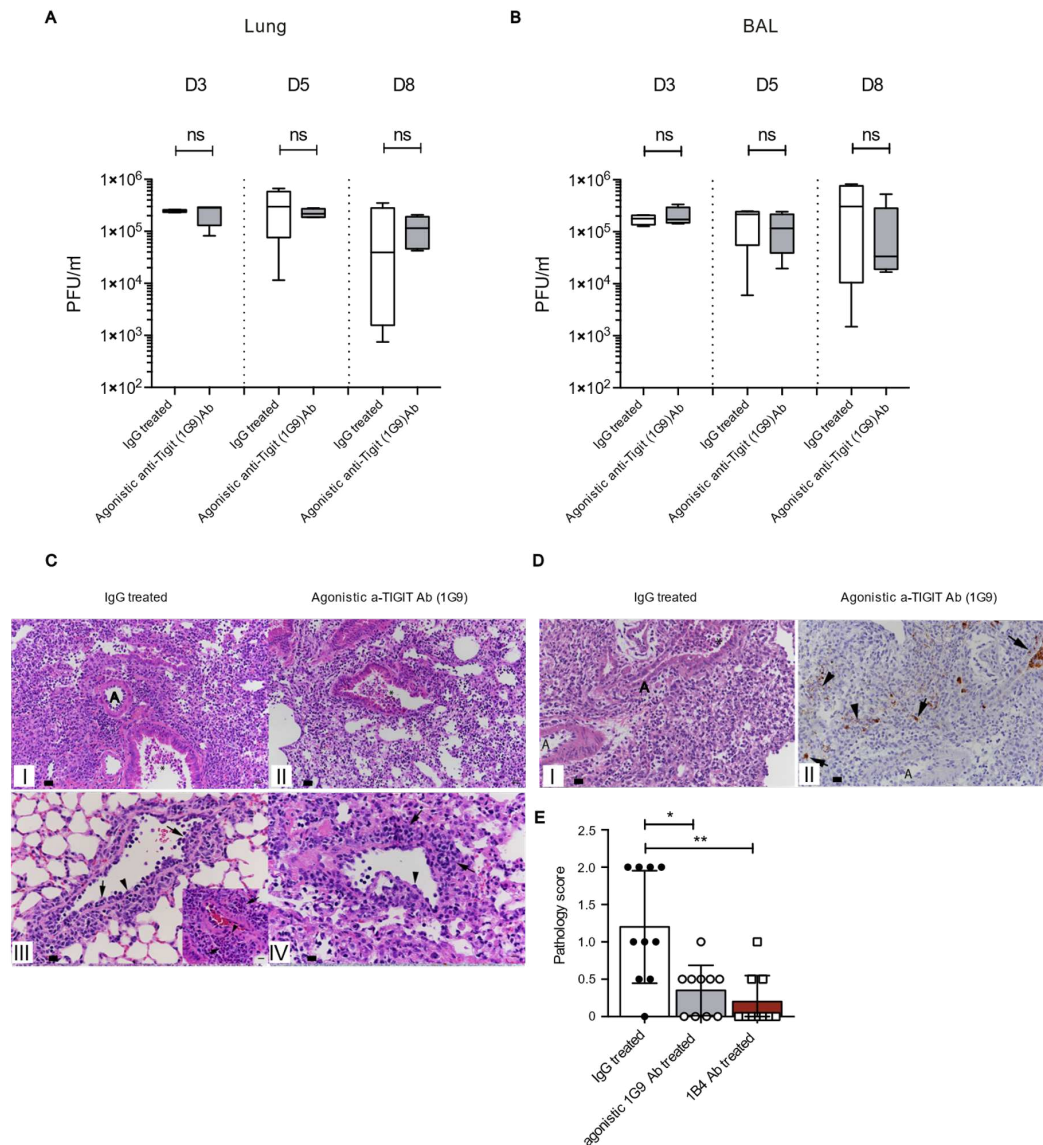 A
Lung
D3
D5
D8
ns
ns
ns
PFU/ml
1×10⁶
1×10⁵
1×10⁴
1×10³
1×10²
IgG treated
Agonistic anti-Tigit (1G9)Ab
IgG treated
Agonistic anti-Tigit (1G9)Ab
IgG treated
Agonistic anti-Tigit (1G9)Ab
B
BAL
D3
D5
D8
ns
ns
ns
PFU/ml
1×10⁶
1×10⁵
1×10⁴
1×10³
1×10²
IgG treated
Agonistic anti-Tigit (1G9)Ab
IgG treated
Agonistic anti-Tigit (1G9)Ab
IgG treated
Agonistic anti-Tigit (1G9)Ab
C
IgG treated
Agonistic a-TIGIT Ab (1G9)
A
*
I
II
III
IV
D
IgG treated
Agonistic a-TIGIT Ab (1G9)
*
A
A
I
A
II
E
*
**
Pathology score
2.5
2.0
1.5
1.0
0.5
0
IgG treated
agonistic 1G9 Ab treated
1B4 Ab treated